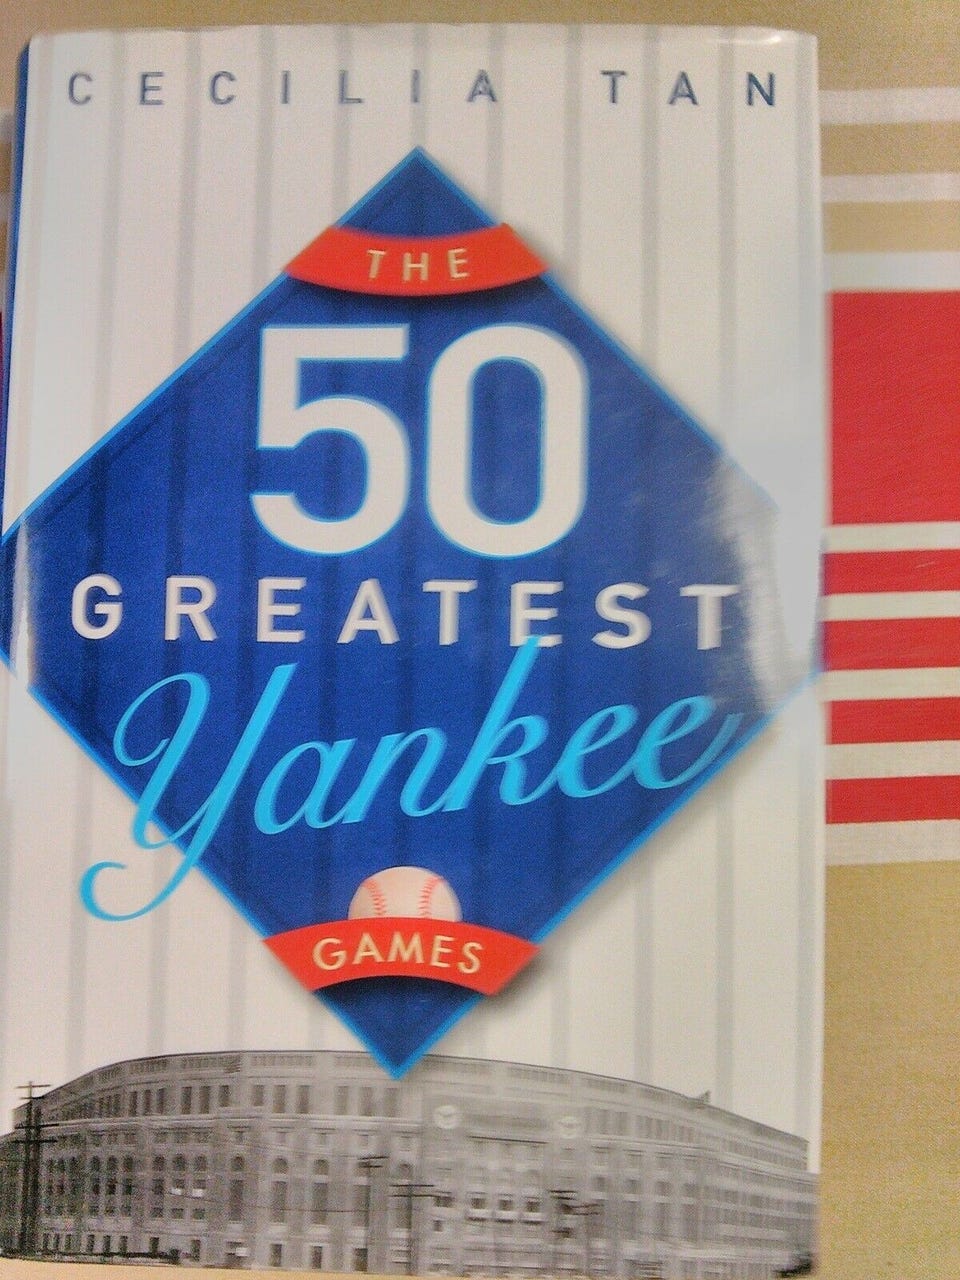 CECILIA TAN
THE
50
GREATEST
Yankee
GAMES